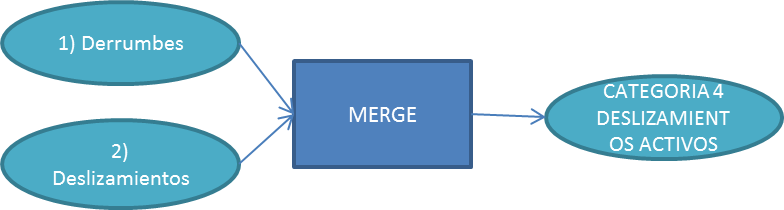 1) Derrumbes
2)
Deslizamientos
MERGE
CATEGORIA 4
DESLIZAMIENT
OS ACTIVOS